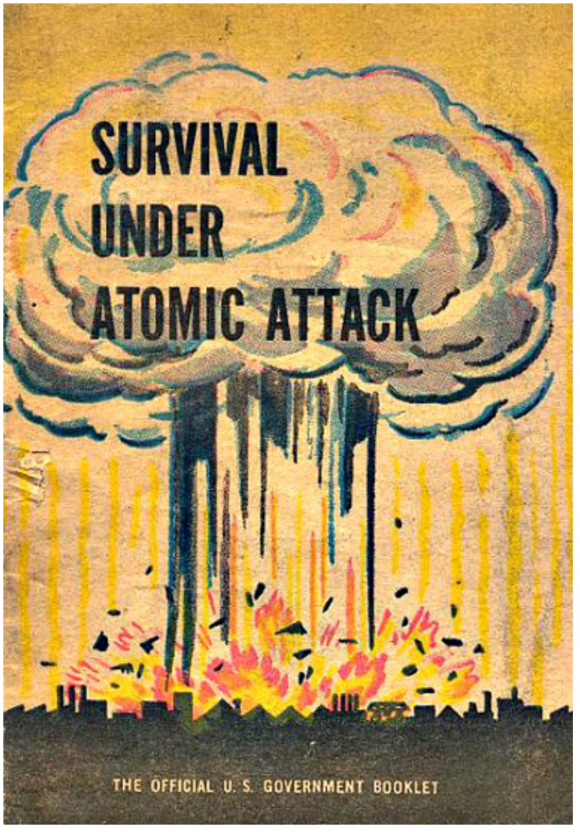 SURVIVAL
UNDER
ATOMIC ATTACK
THE OFFICIAL U. S. GOVERNMENT BOOKLET